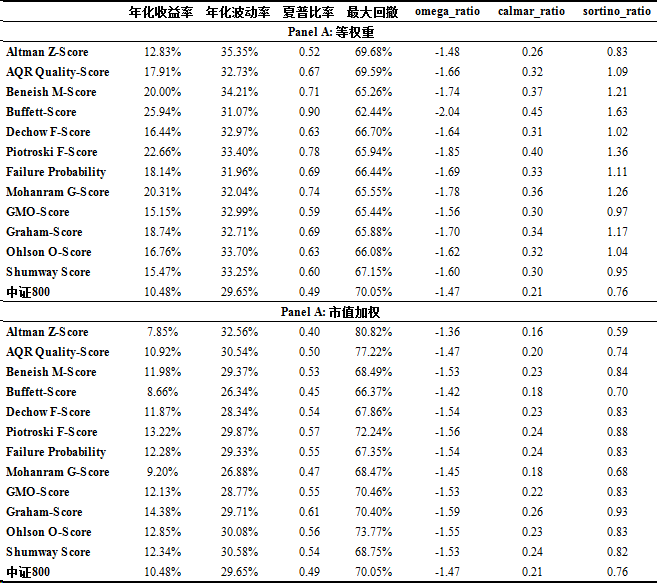 年化收益率 年化波动率 夏普比率 最大回撤 omega_ratio calmar_ratio sortino_ratio
Panel A: 等权重
Altman Z-Score 12.83% 35.35% 0.52 69.68% -1.48 0.26 0.83
AQR Quality-Score 17.91% 32.73% 0.67 69.59% -1.66 0.32 1.09
Beneish M-Score 20.00% 34.21% 0.71 65.26% -1.74 0.37 1.21
Buffett-Score 25.94% 31.07% 0.90 62.44% -2.04 0.45 1.63
Dechow F-Score 16.44% 32.97% 0.63 66.70% -1.64 0.31 1.02
Piotroski F-Score 22.66% 33.40% 0.78 65.94% -1.85 0.40 1.36
Failure Probability 18.14% 31.96% 0.69 66.44% -1.69 0.33 1.11
Mohanram G-Score 20.31% 32.04% 0.74 65.55% -1.78 0.36 1.26
GMO-Score 15.15% 32.99% 0.59 65.44% -1.56 0.30 0.97
Graham-Score 18.74% 32.71% 0.69 65.88% -1.70 0.34 1.17
Ohlson O-Score 16.76% 33.70% 0.63 66.08% -1.62 0.32 1.04
Shumway Score 15.47% 33.25% 0.60 67.15% -1.60 0.30 0.95
中证800 10.48% 29.65% 0.49 70.05% -1.47 0.21 0.76
Panel A: 市值加权
Altman Z-Score 7.85% 32.56% 0.40 80.82% -1.36 0.16 0.59
AQR Quality-Score 10.92% 30.54% 0.50 77.22% -1.47 0.20 0.74
Beneish M-Score 11.98% 29.37% 0.53 68.49% -1.53 0.23 0.84
Buffett-Score 8.66% 26.34% 0.45 66.37% -1.42 0.18 0.70
Dechow F-Score 11.87% 28.34% 0.54 67.86% -1.54 0.23 0.83
Piotroski F-Score 13.22% 29.87% 0.57 72.24% -1.56 0.24 0.88
Failure Probability 12.28% 29.33% 0.55 67.35% -1.54 0.24 0.83
Mohanram G-Score 9.20% 26.88% 0.47 68.47% -1.45 0.18 0.68
GMO-Score 12.13% 28.77% 0.55 70.46% -1.53 0.22 0.83
Graham-Score 14.38% 29.71% 0.61 70.40% -1.59 0.26 0.93
Ohlson O-Score 12.85% 30.08% 0.56 73.77% -1.55 0.23 0.83
Shumway Score 12.34% 30.58% 0.54 68.75% -1.53 0.24 0.82
中证800 10.48% 29.65% 0.49 70.05% -1.47 0.21 0.76